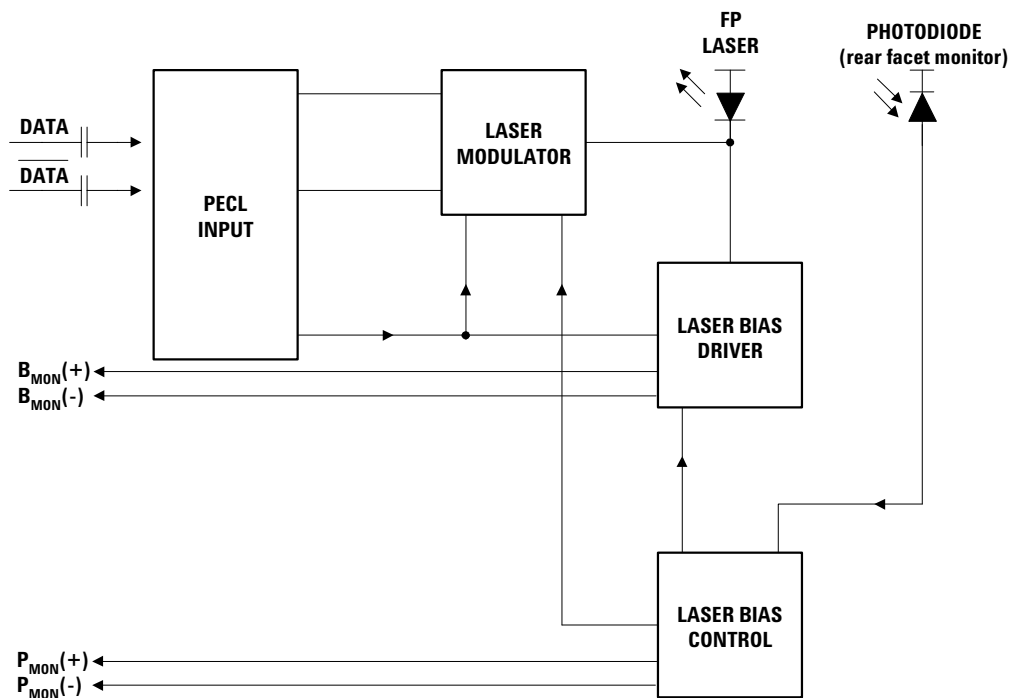 FP
LASER
PHOTODIODE
(rear facet monitor)
DATA
DATA
PECL
INPUT
LASER
MODULATOR
LASER BIAS
DRIVER
BMON(+)
BMON(-)
LASER BIAS
CONTROL
PMON(+)
PMON(-)